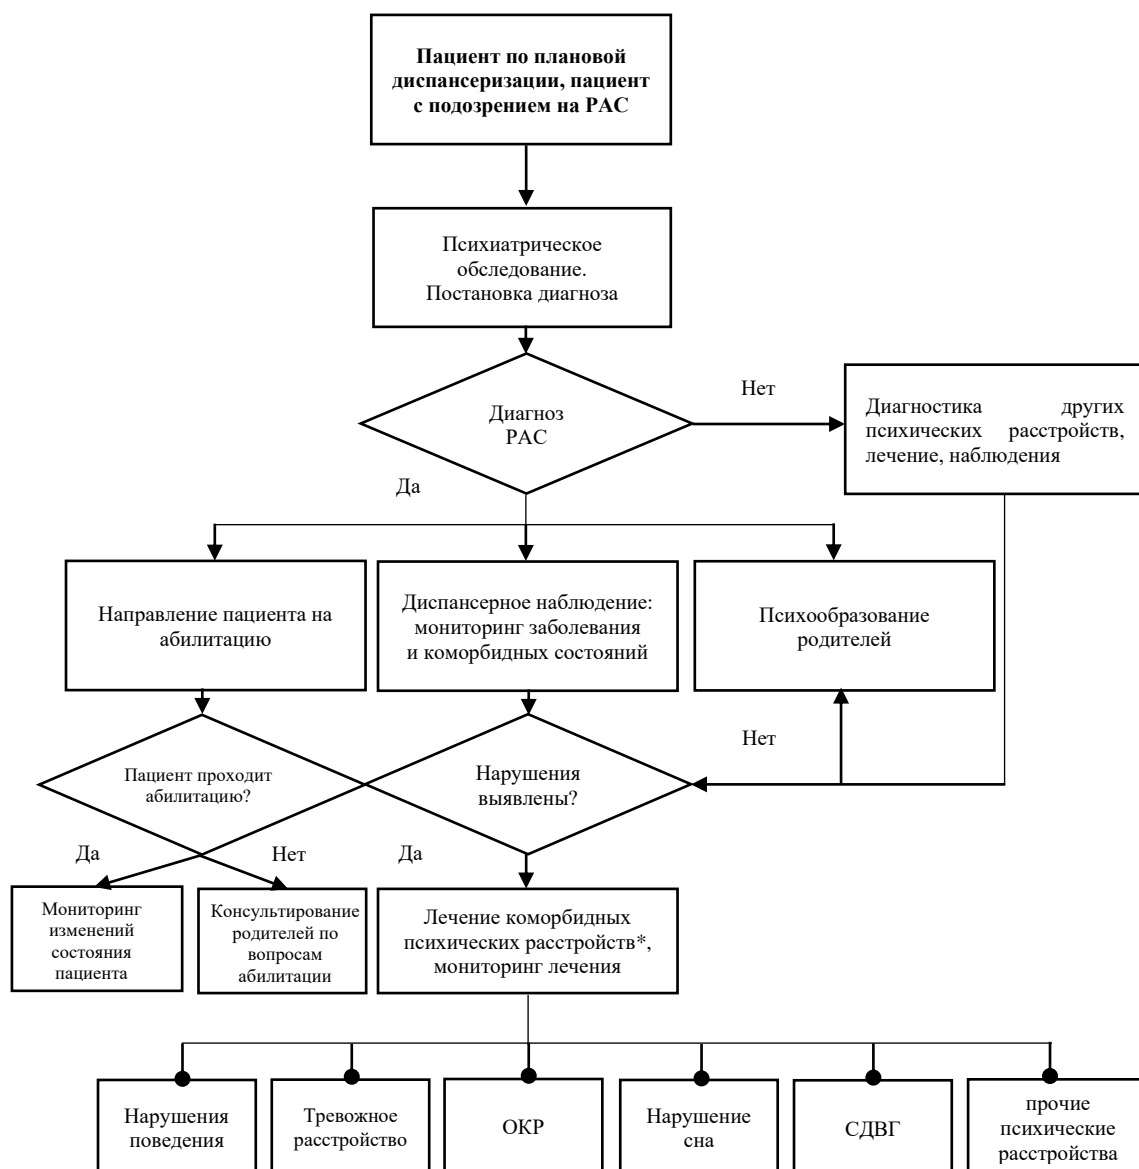 Пациент по плановой
диспансеризации, пациент
с подозрением на РАС
Психиатрическое
обследование.
Постановка диагноза
Диагноз
РАС
Нет
Диагностика других
психических расстройств,
лечение, наблюдения
Да
Направление пациента на
абилитацию
Диспансерное наблюдение:
мониторинг заболевания
и коморбидных состояний
Психообразование
родителей
Пациент проходит
абилитацию?
Нарушения
выявлены?
Нет
Да
Нет
Да
Мониторинг
изменений
состояния
пациента
Консультирование
родителей по
вопросам
абилитации
Лечение коморбидных
психических расстройств*,
мониторинг лечения
Нарушения
поведения
Тревожное
расстройство
ОКР
Нарушение
сна
СДВГ
прочие
психические
расстройства